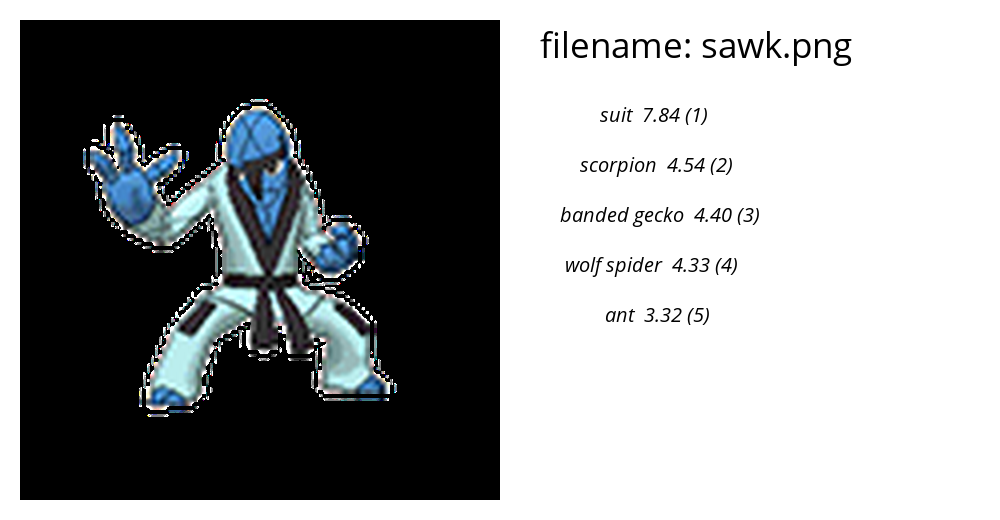 filename: sawk.png
suit 7.84 (1)
scorpion 4.54 (2)
banded gecko 4.40 (3)
wolf spider 4.33 (4)
ant 3.32 (5)